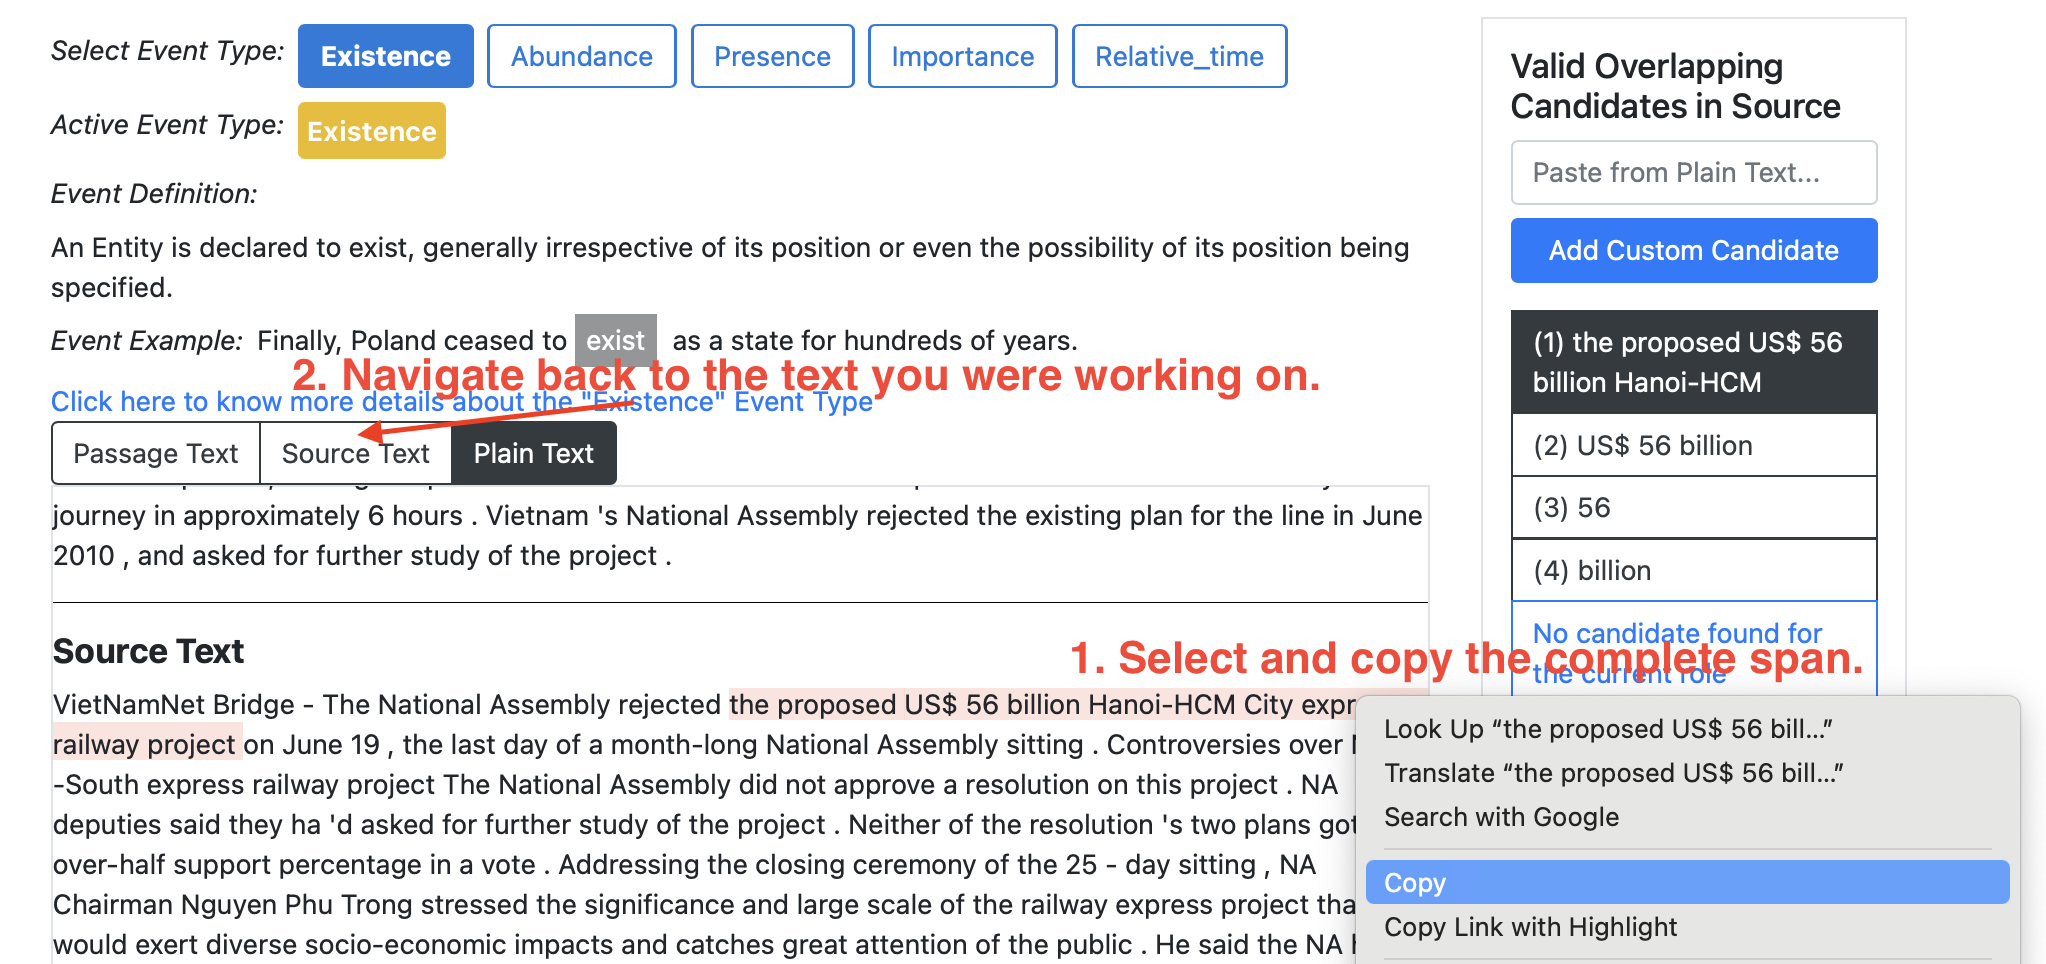 Select Event Type: Existence Abundance Presence Importance Relative_time
Active Event Type: Existence
Event Definition:
An Entity is declared to exist, generally irrespective of its position or even the possibility of its position being
specified.
Event Example: Finally, Poland ceased to exist as a state for hundreds of years.
2. Navigate back to the text you were working on.
Click here to know more details about the "Existence" Event Type
Passage Text Source Text Plain Text
journey in approximately 6 hours . Vietnam 's National Assembly rejected the existing plan for the line in June
2010 , and asked for further study of the project .
Source Text
1. Select and copy the complete span.
VietNamNet Bridge - The National Assembly rejected the proposed US$ 56 billion Hanoi-HCM City expr
railway project on June 19 , the last day of a month-long National Assembly sitting . Controversies over
-South express railway project The National Assembly did not approve a resolution on this project . NA
deputies said they ha 'd asked for further study of the project . Neither of the resolution 's two plans got
over-half support percentage in a vote . Addressing the closing ceremony of the 25 - day sitting , NA
Chairman Nguyen Phu Trong stressed the significance and large scale of the railway express project tha
would exert diverse socio-economic impacts and catches great attention of the public . He said the NA
Valid Overlapping
Candidates in Source
Paste from Plain Text...
Add Custom Candidate
(1) the proposed US$ 56
billion Hanoi-HCM
(2) US$ 56 billion
(3) 56
(4) billion
No candidate found for
the current role
Look Up “the proposed US$ 56 bill...”
Translate “the proposed US$ 56 bill...”
Search with Google
Copy
Copy Link with Highlight